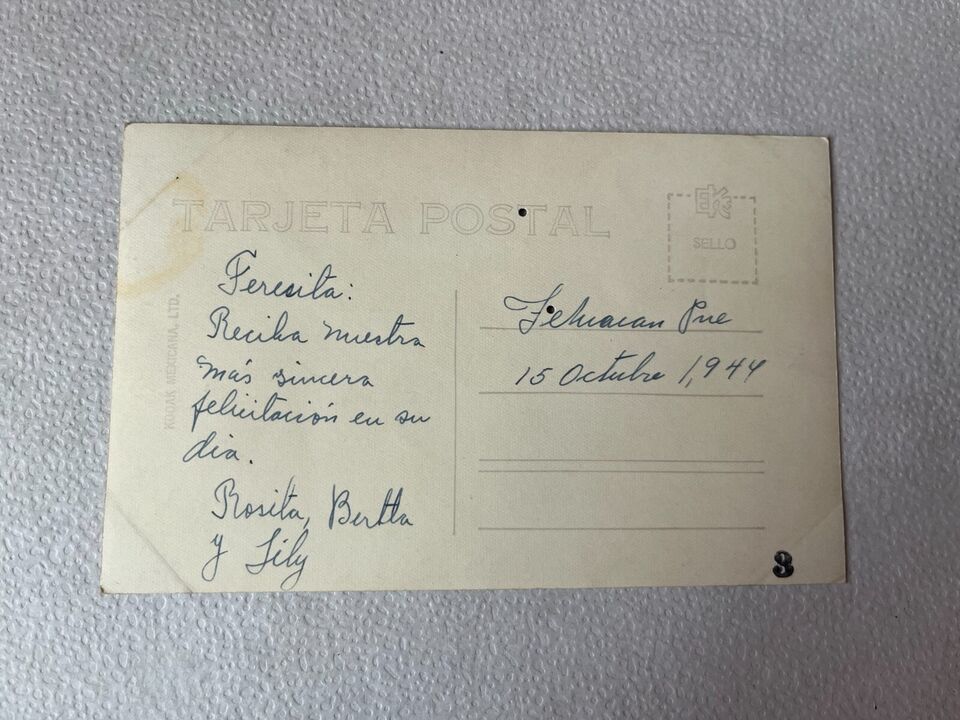 TARJETA POSTAL
EK
SELLO
KODAK MEXICANA, LTD.
Teresita:
Reciba nuestra
más sincera
felicitación en su
dia.
Rosita, Bertha
y Lily
Tehuacan Pue
15 Octubre 1,944
3